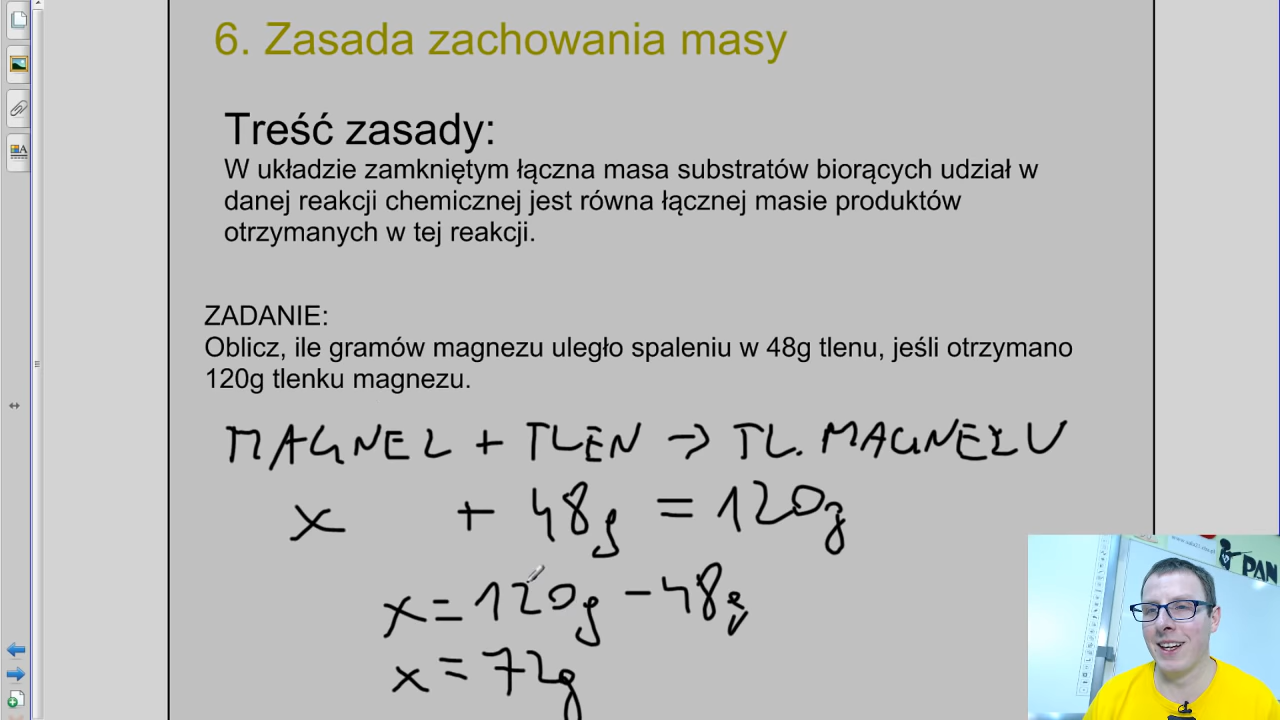 6. Zasada zachowania masy
Treść zasady:
W układzie zamkniętym łączna masa substratów biorących udział w
danej reakcji chemicznej jest równa łącznej masie produktów
otrzymanych w tej reakcji.
ZADANIE:
Oblicz, ile gramów magnezu uległo spaleniu w 48g tlenu, jeśli otrzymano
120g tlenku magnezu.
MAGNEZ + TLEN → TL. MAGNEZU
x + 48g = 120g
x = 120g - 48g
x = 72g
PAN